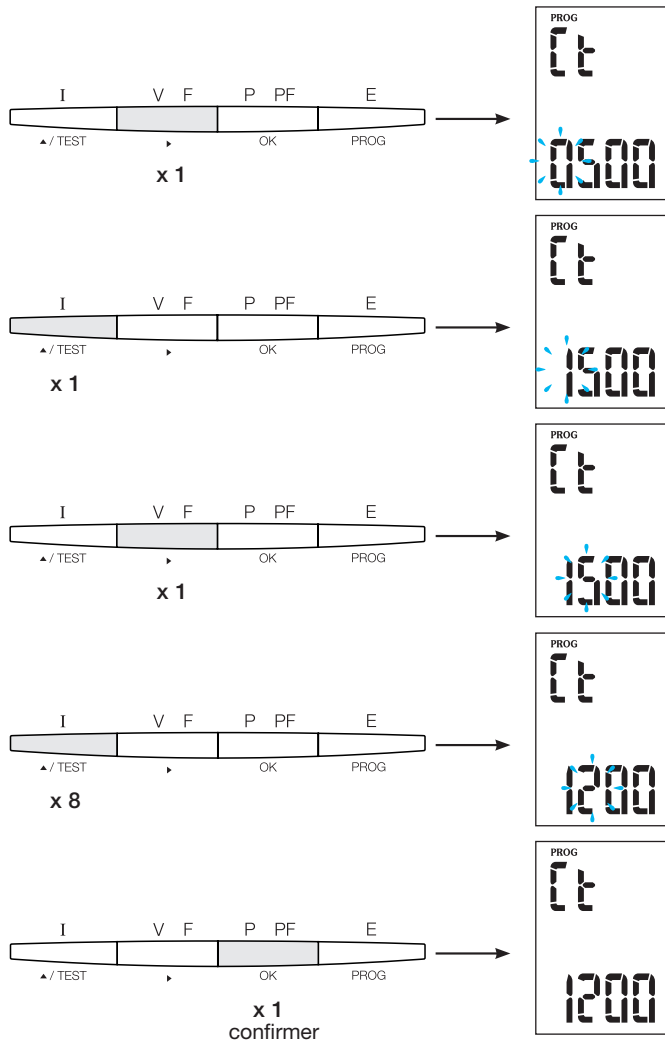 PROG
Ct
I V F P PF E
▲ / TEST ▶ OK PROG
x 1
0500
PROG
Ct
I V F P PF E
▲ / TEST ▶ OK PROG
x 1
1500
PROG
Ct
I V F P PF E
▲ / TEST ▶ OK PROG
x 1
1500
PROG
Ct
I V F P PF E
▲ / TEST ▶ OK PROG
x 8
1200
PROG
Ct
I V F P PF E
▲ / TEST ▶ OK PROG
x 1
confirmer
1200